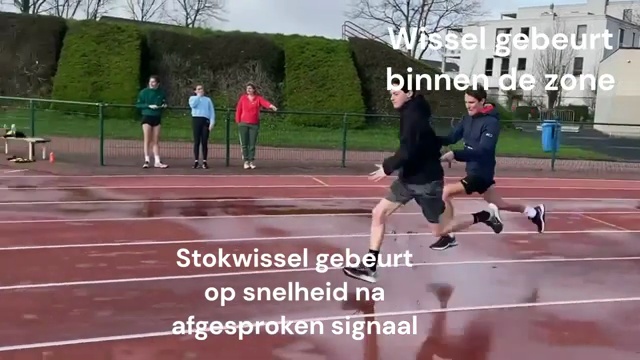 Wissel gebeurt
binnen de zone
Stokwissel gebeurt
op snelheid na
afgesproken signaal